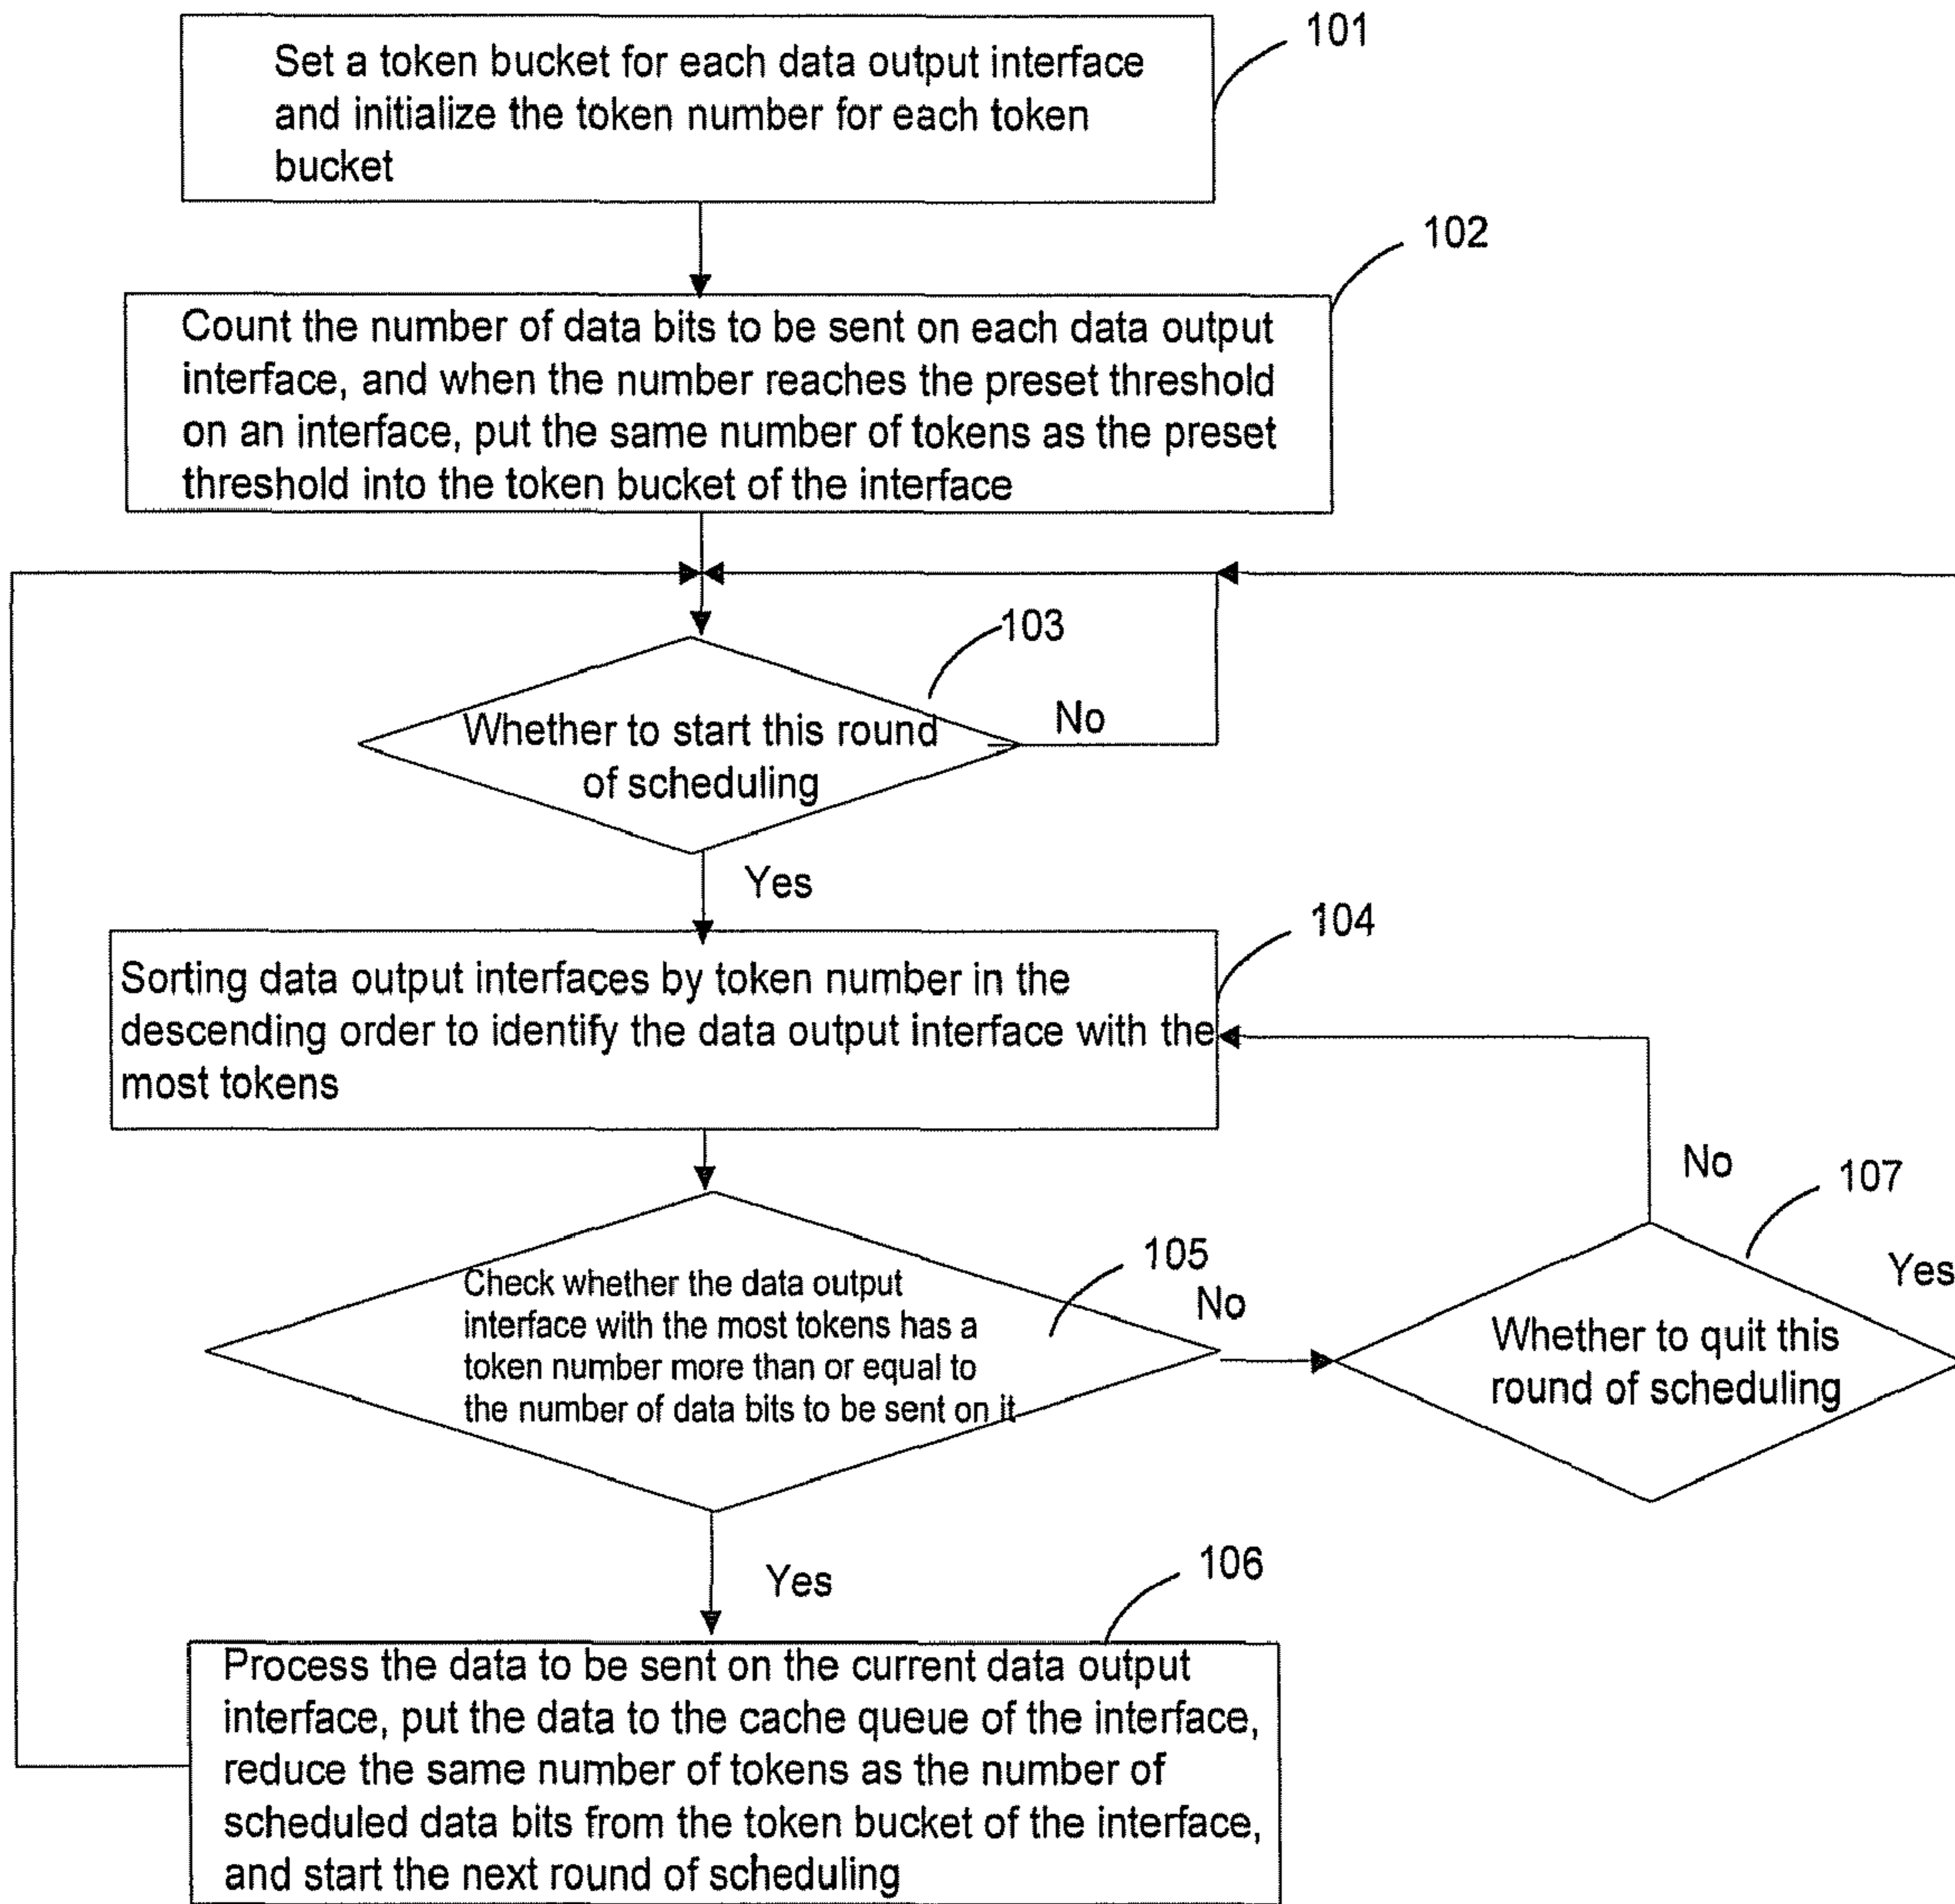 101
Set a token bucket for each data output interface
and initialize the token number for each token
bucket
102
Count the number of data bits to be sent on each data output
interface, and when the number reaches the preset threshold
on an interface, put the same number of tokens as the preset
threshold into the token bucket of the interface
103
Whether to start this round
of scheduling
No
Yes
104
Sorting data output interfaces by token number in the
descending order to identify the data output interface with the
most tokens
105
Check whether the data output
interface with the most tokens has a
token number more than or equal to
the number of data bits to be sent on it
No
No
107
Yes
Whether to quit this
round of scheduling
Yes
106
Process the data to be sent on the current data output
interface, put the data to the cache queue of the interface,
reduce the same number of tokens as the number of
scheduled data bits from the token bucket of the interface,
and start the next round of scheduling